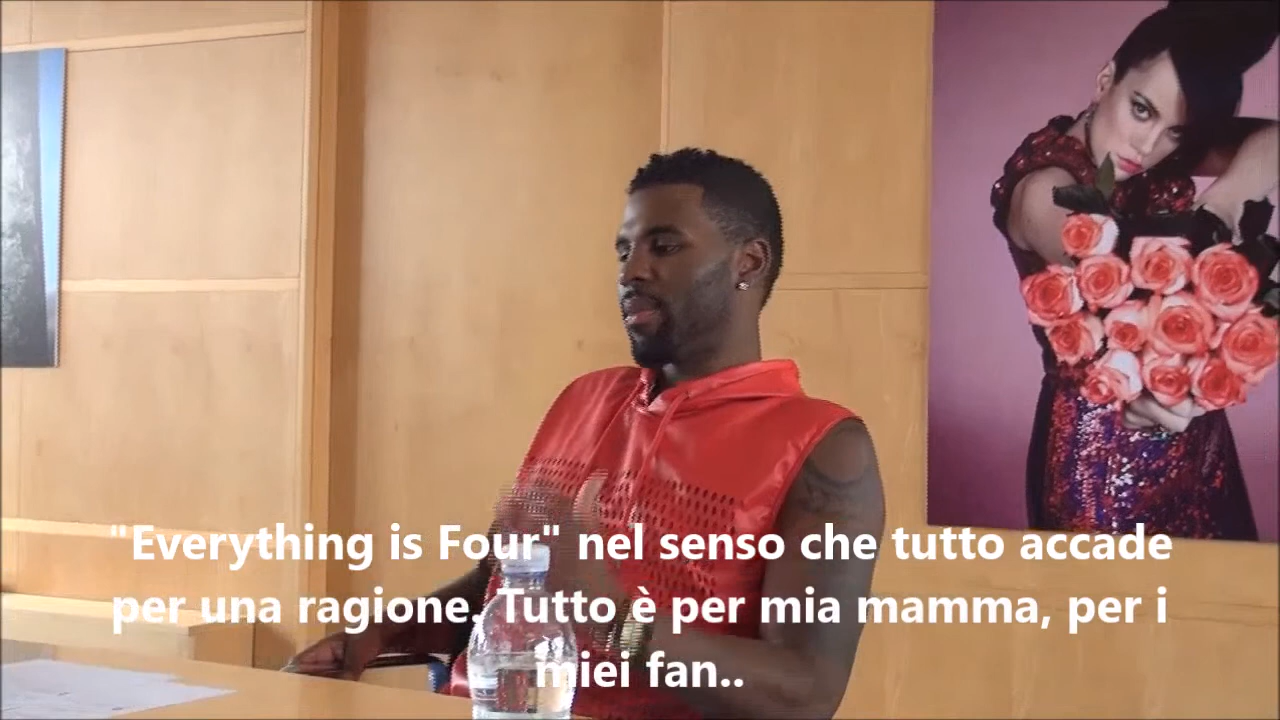 "Everything is Four" nel senso che tutto accade
per una ragione. Tutto è per mia mamma, per i
miei fan..